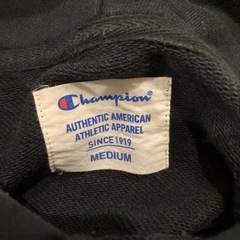 Champion
AUTHENTIC AMERICAN
ATHLETIC APPAREL
SINCE 1919
MEDIUM